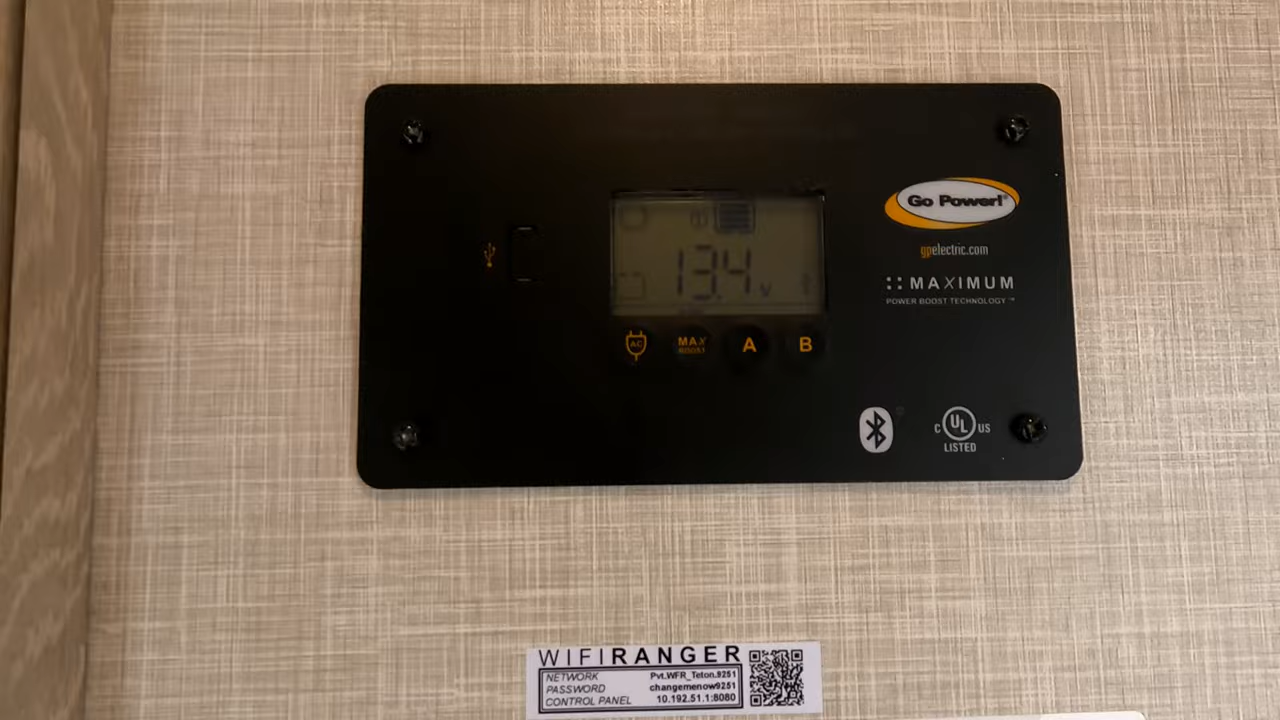 Go Power!®
gpelectric.com
MAXIMUM
POWER BOOST TECHNOLOGY™
13.4 v
AC
MAX
BOOST
A
B
C UL US
LISTED
WIFIRANGER
NETWORK Pvt.WFR_Teton.9251
PASSWORD changemenow9251
CONTROL PANEL 10.192.51.1:8080